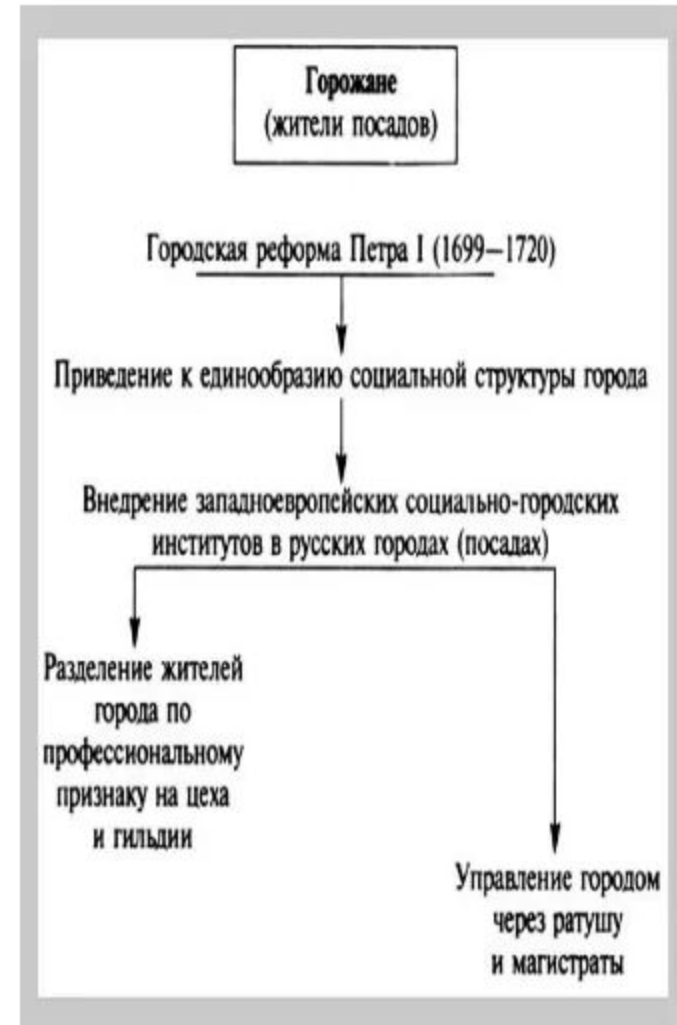 Горожане
(жители посадов)
Городская реформа Петра I (1699—1720)
Приведение к единообразию социальной структуры города
Внедрение западноевропейских социально-городских
институтов в русских городах (посадах)
Разделение жителей
города по
профессиональному
признаку на цеха
и гильдии
Управление городом
через ратушу
и магистраты